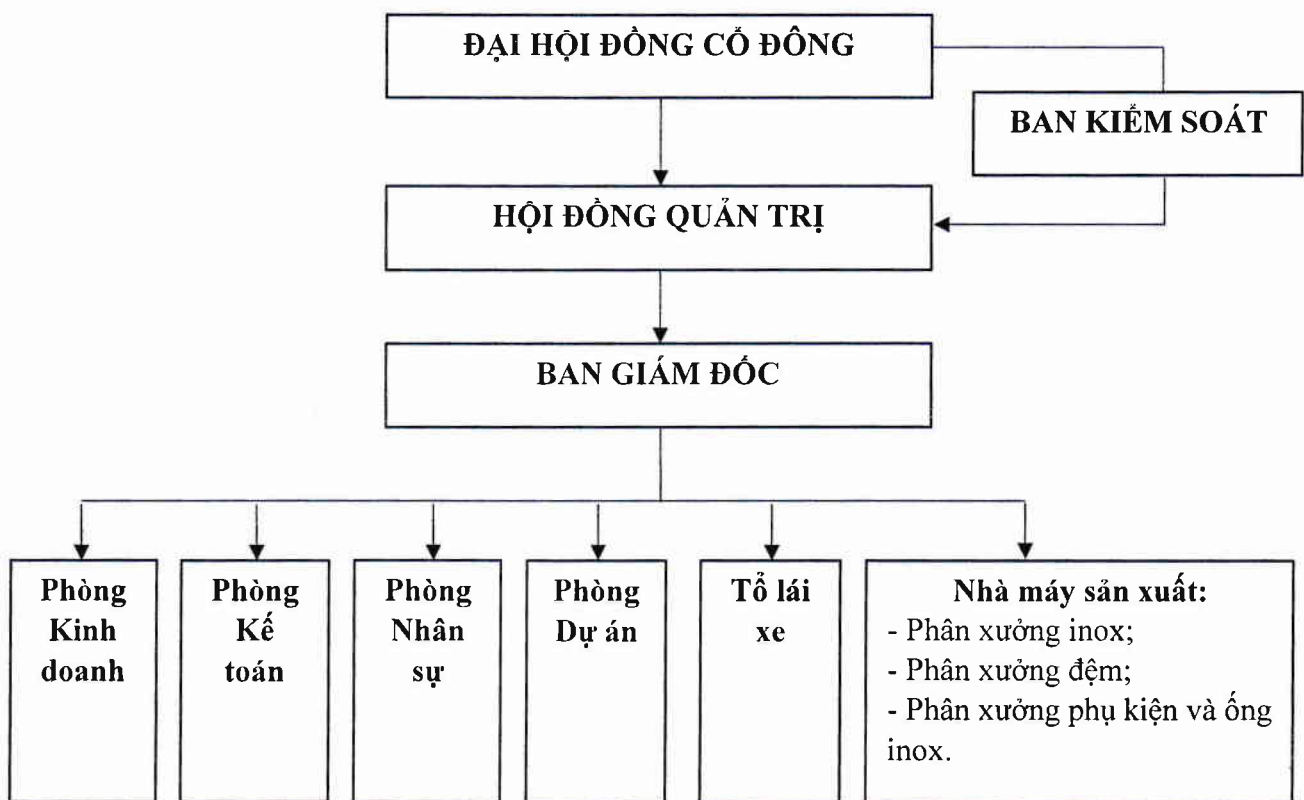 ĐẠI HỘI ĐỒNG CỔ ĐÔNG
BAN KIỂM SOÁT
HỘI ĐỒNG QUẢN TRỊ
BAN GIÁM ĐỐC
Phòng
Kinh
doanh
Phòng
Kế
toán
Phòng
Nhân
sự
Phòng
Dự án
Tổ lái
xe
Nhà máy sản xuất:
- Phân xưởng inox;
- Phân xưởng đệm;
- Phân xưởng phụ kiện và ống
inox.